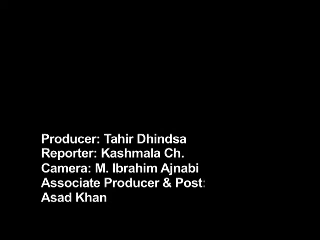 Producer: Tahir Dhindsa
Reporter: Kashmala Ch.
Camera: M. Ibrahim Ajnabi
Associate Producer & Post:
Asad Khan